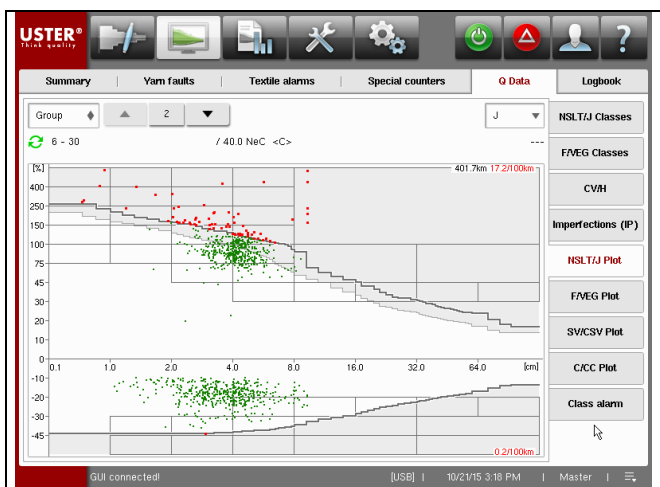 USTER®
Think quality
?
Summary | Yarn faults | Textile alarms | Special counters Q Data Logbook
Group 2 J
6 - 30 / 40.0 NeC <C> ---
NSLT/J Classes
F/VEG Classes
CV/H
Imperfections (IP)
NSLT/J Plot
F/VEG Plot
SV/CSV Plot
C/CC Plot
Class alarm
[%] 401.7km 17.2/100km
400
250
150
100
75
45
30
20
10
0
0.1 1.0 2.0 4.0 8.0 16.0 32.0 64.0 [cm]
-10
-20
-30
-45
0.2/100km
GUI connected! [USB] | 10/21/15 3:18 PM | Master |